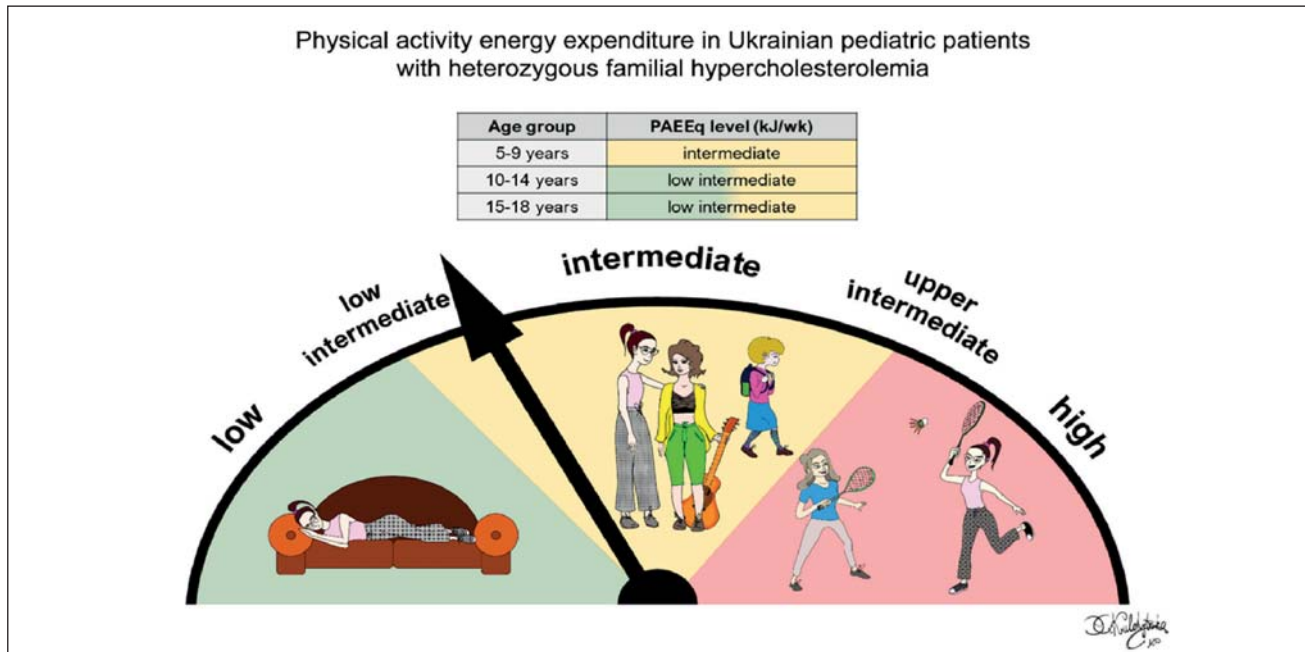 Physical activity energy expenditure in Ukrainian pediatric patients
with heterozygous familial hypercholesterolemia
Age group PAEEq level (kJ/wk)
5-9 years intermediate
10-14 years low intermediate
15-18 years low intermediate
low
low
intermediate
intermediate
upper
intermediate
high